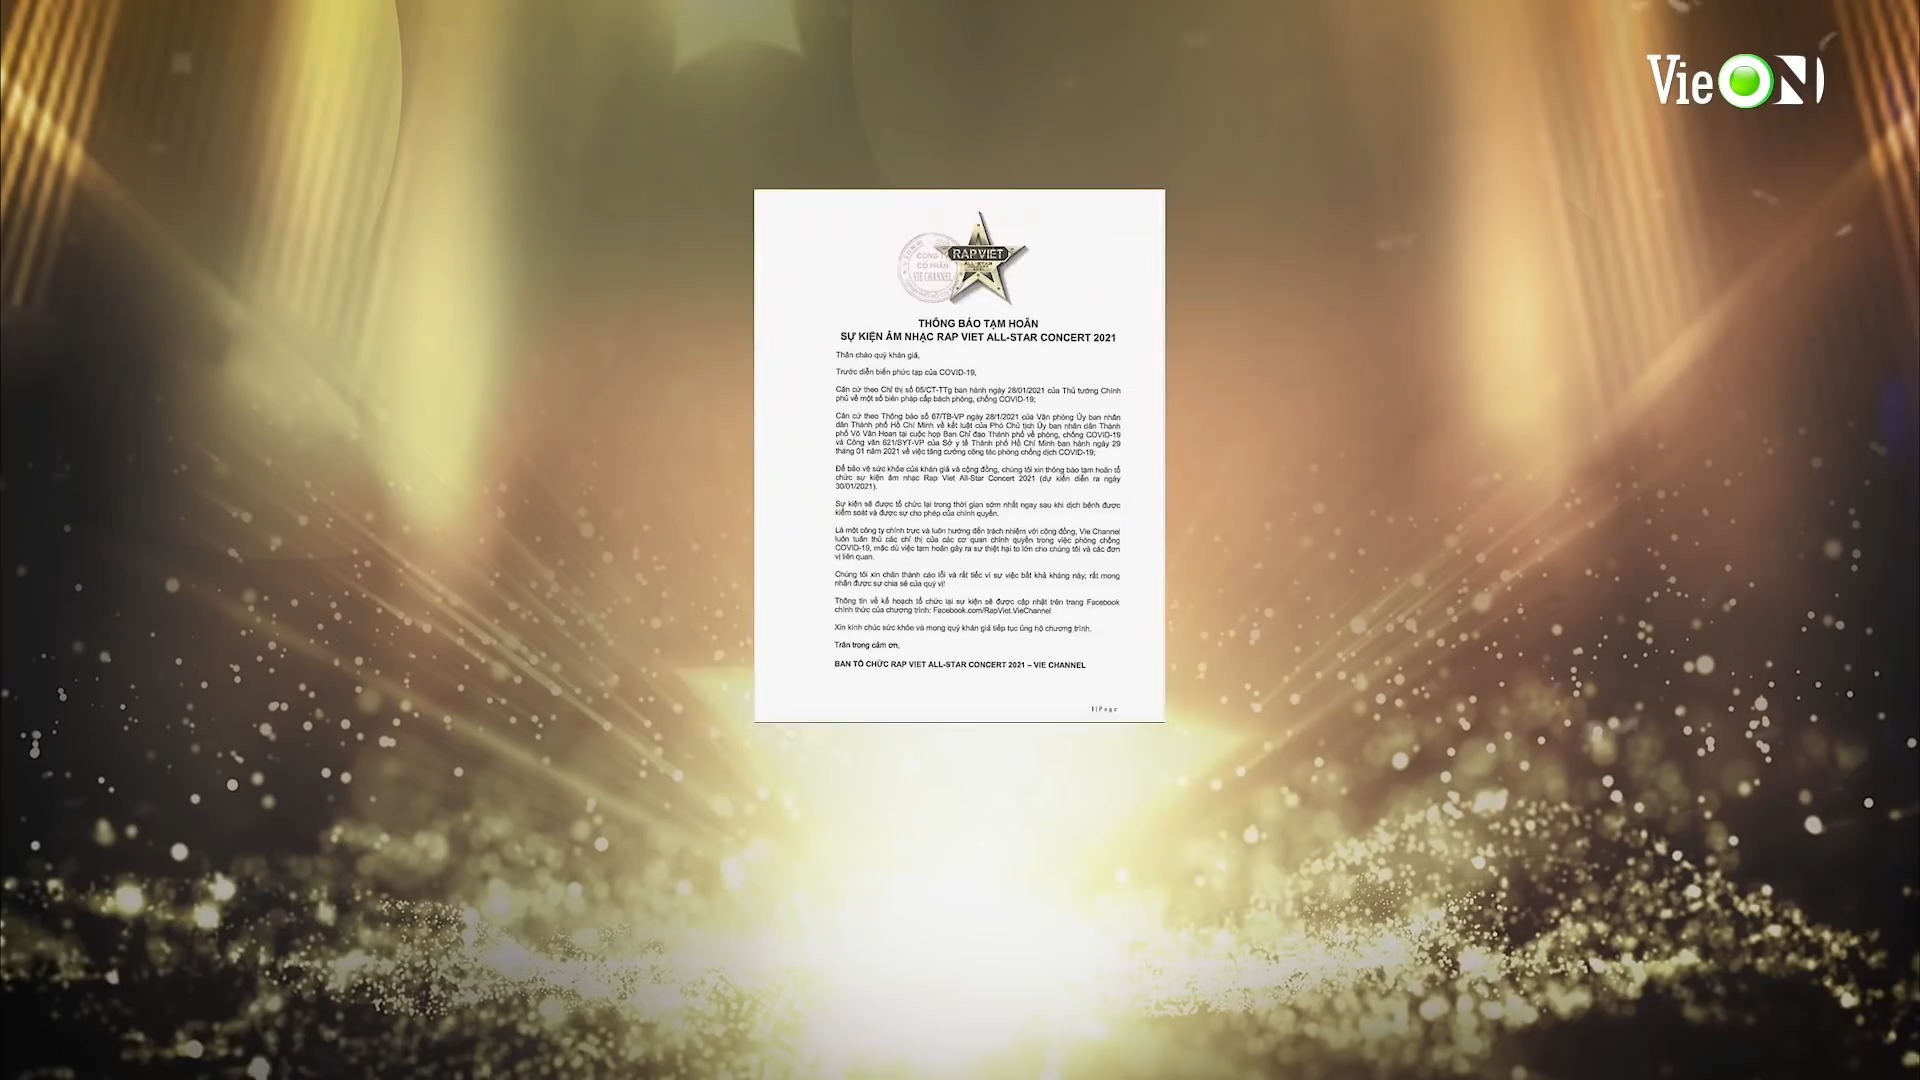 VieON
CÔNG TY
CỔ PHẦN
VIE CHANNEL
RAP VIET
ALL-STAR
THÔNG BÁO TẠM HOÃN
SỰ KIỆN ÂM NHẠC RAP VIET ALL-STAR CONCERT 2021
Thân chào quý khán giả,
Trước diễn biến phức tạp của COVID-19,
Căn cứ theo Chỉ thị số 05/CT-TTg ban hành ngày 28/01/2021 của Thủ tướng Chính
phủ về một số biện pháp cấp bách phòng, chống COVID-19;
Căn cứ theo Thông báo số 67/TB-VP ngày 28/1/2021 của Văn phòng Ủy ban nhân
dân Thành phố Hồ Chí Minh về kết luật của Phó Chủ tịch Ủy ban nhân dân Thành
phố Võ Văn Hoan tại cuộc họp Ban Chỉ đạo Thành phố về phòng, chống COVID-19
và Công văn 621/SYT-VP của Sở y tế Thành phố Hồ Chí Minh ban hành ngày 29
tháng 01 năm 2021 về việc tăng cường công tác phòng chống dịch COVID-19;
Để bảo vệ sức khỏe của khán giả và cộng đồng, chúng tôi xin thông báo tạm hoãn tổ
chức sự kiện âm nhạc Rap Viet All-Star Concert 2021 (dự kiến diễn ra ngày
30/01/2021).
Sự kiện sẽ được tổ chức lại trong thời gian sớm nhất ngay sau khi dịch bệnh được
kiểm soát và được sự cho phép của chính quyền.
Là một công ty chính trực và luôn hướng đến trách nhiệm với cộng đồng, Vie Channel
luôn tuân thủ các chỉ thị của các cơ quan chính quyền trong việc phòng chống
COVID-19, mặc dù việc tạm hoãn gây ra sự thiệt hại to lớn cho chúng tôi và các đơn
vị liên quan.
Chúng tôi xin chân thành cáo lỗi và rất tiếc vì sự việc bất khả kháng này; rất mong
nhận được sự chia sẻ của quý vị!
Thông tin về kế hoạch tổ chức lại sự kiện sẽ được cập nhật trên trang Facebook
chính thức của chương trình: Facebook.com/RapViet.VieChannel
Xin kính chúc sức khỏe và mong quý khán giả tiếp tục ủng hộ chương trình.
Trân trọng cảm ơn,
BAN TỔ CHỨC RAP VIET ALL-STAR CONCERT 2021 – VIE CHANNEL
1 | Page